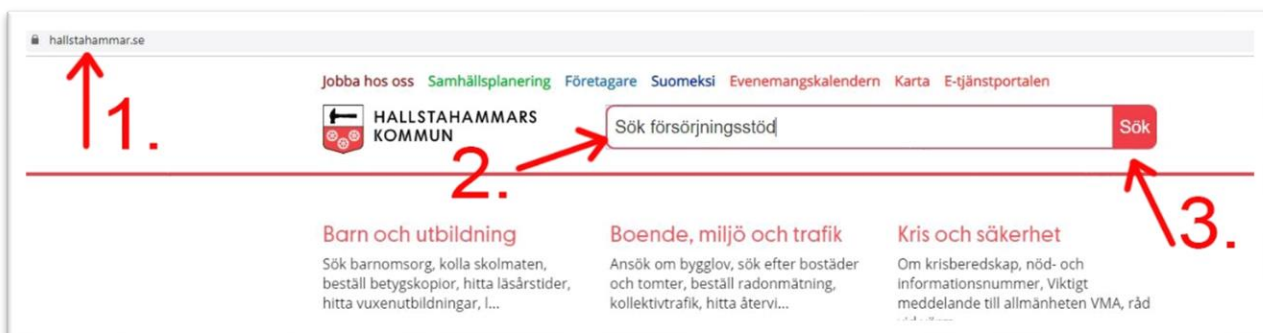 hallstahammar.se
1.
Jobba hos oss Samhällsplanering Företagare Suomeksi Evenemangskalendern Karta E-tjänstportalen
HALLSTAHAMMARS
KOMMUN
2.
Sök försörjningsstöd
Sök
3.
Barn och utbildning
Sök barnomsorg, kolla skolmaten,
beställ betygskopior, hitta läsårstider,
hitta vuxenutbildningar, l...
Boende, miljö och trafik
Ansök om bygglov, sök efter bostäder
och tomter, beställ radonmätning,
kollektivtrafik, hitta återvi...
Kris och säkerhet
Om krisberedskap, nöd- och
informationsnummer, Viktigt
meddelande till allmänheten VMA, råd